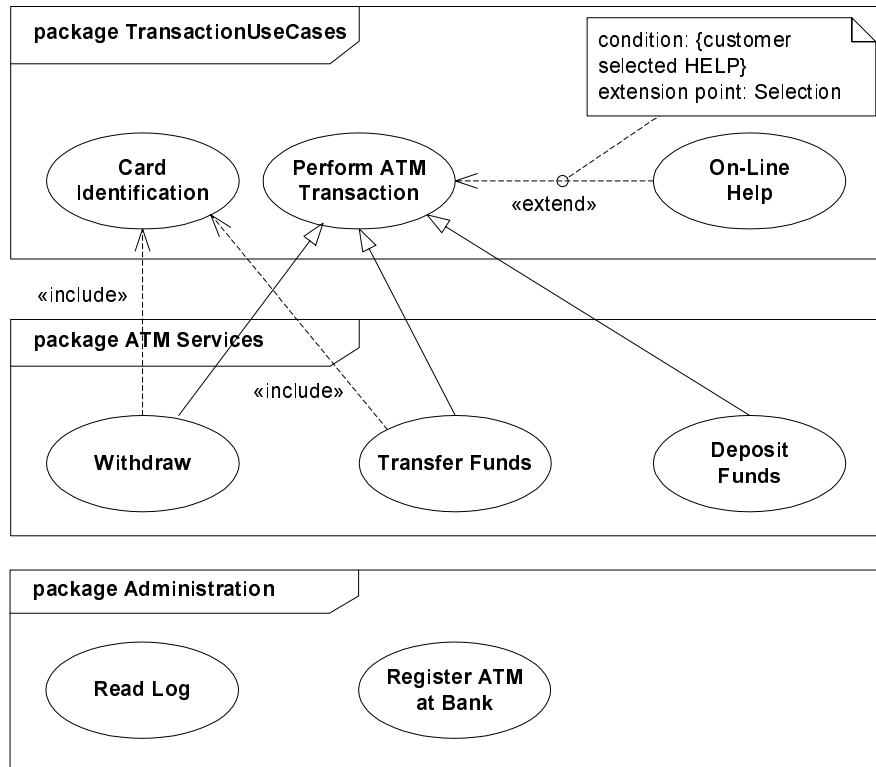 package TransactionUseCases
condition: {customer
selected HELP}
extension point: Selection
Card
Identification
Perform ATM
Transaction
On-Line
Help
«extend»
«include»
package ATM Services
«include»
Withdraw
Transfer Funds
Deposit
Funds
package Administration
Read Log
Register ATM
at Bank